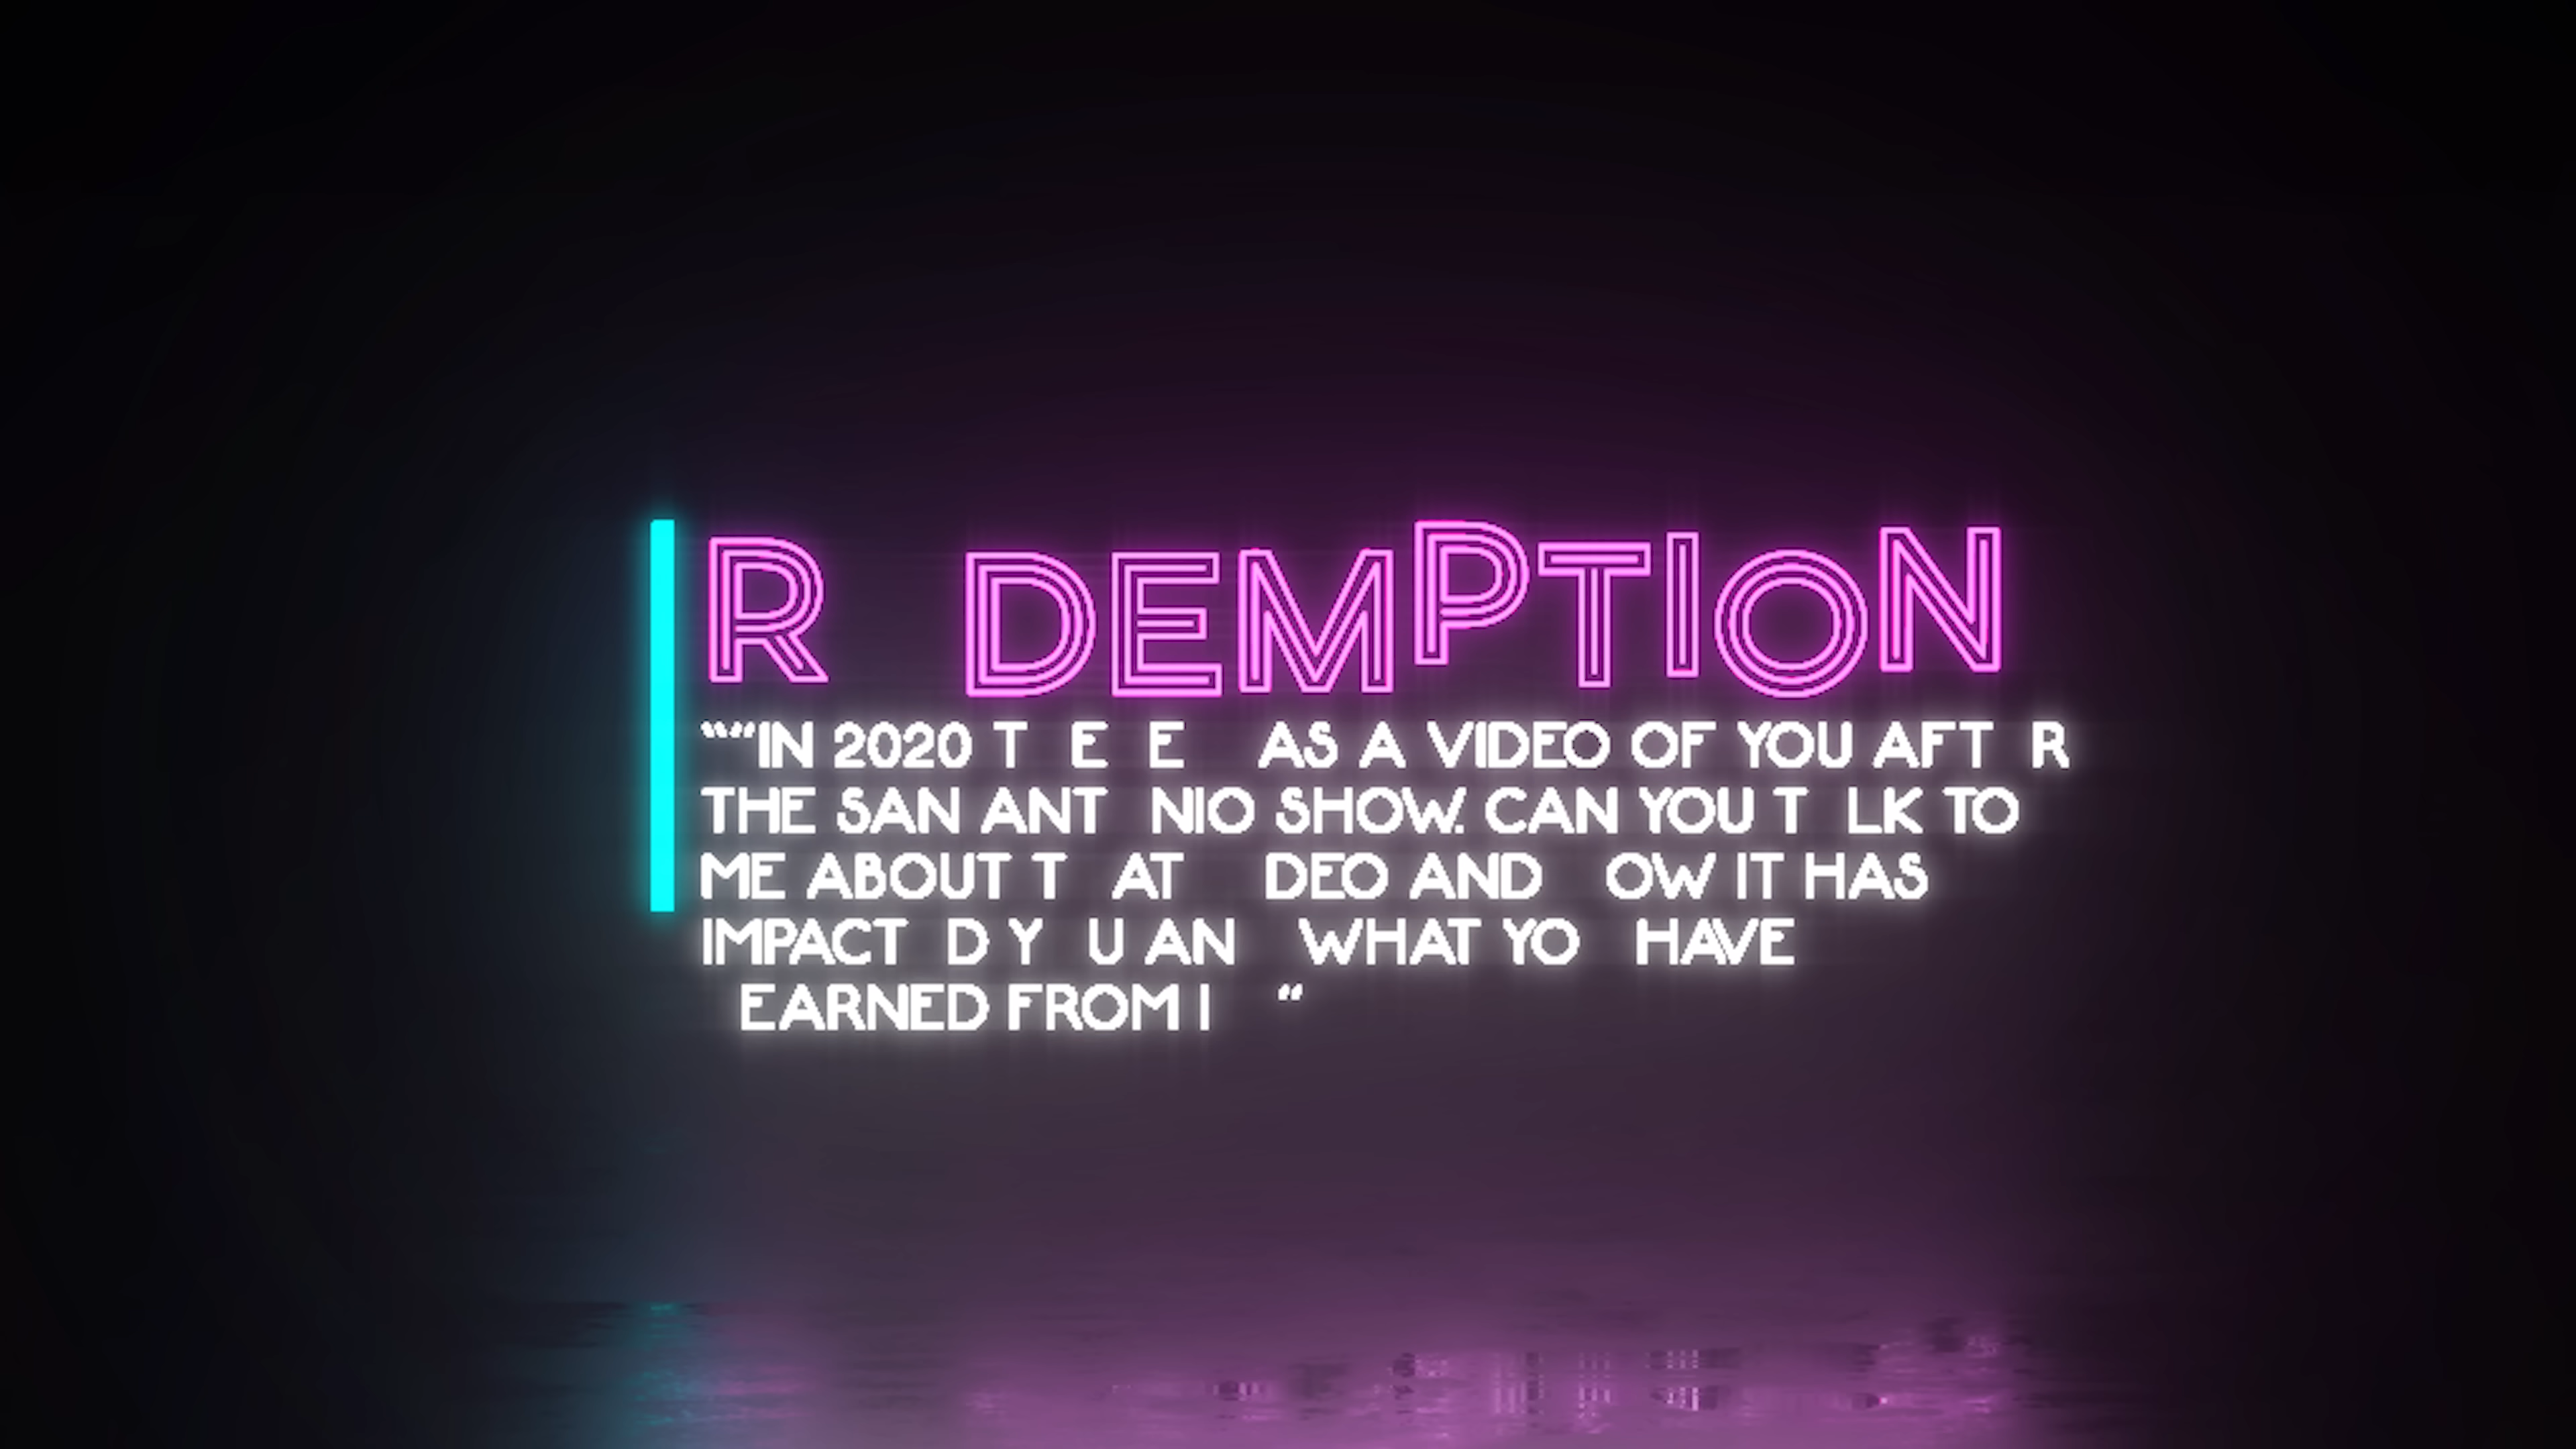 R DEMPTION
““IN 2020 T E E AS A VIDEO OF YOU AFT R
THE SAN ANT NIO SHOW. CAN YOU T LK TO
ME ABOUT T AT DEO AND OW IT HAS
IMPACT D Y U AN WHAT YO HAVE
EARNED FROM I “